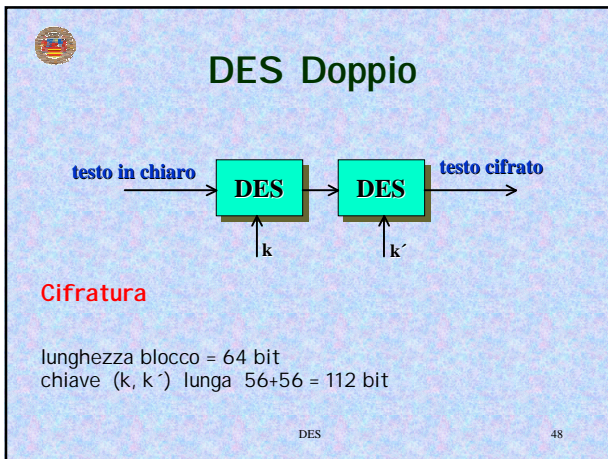 DES Doppio
testo in chiaro
DES
DES
testo cifrato
k
k´
Cifratura
lunghezza blocco = 64 bit
chiave (k, k´) lunga 56+56 = 112 bit
DES
48